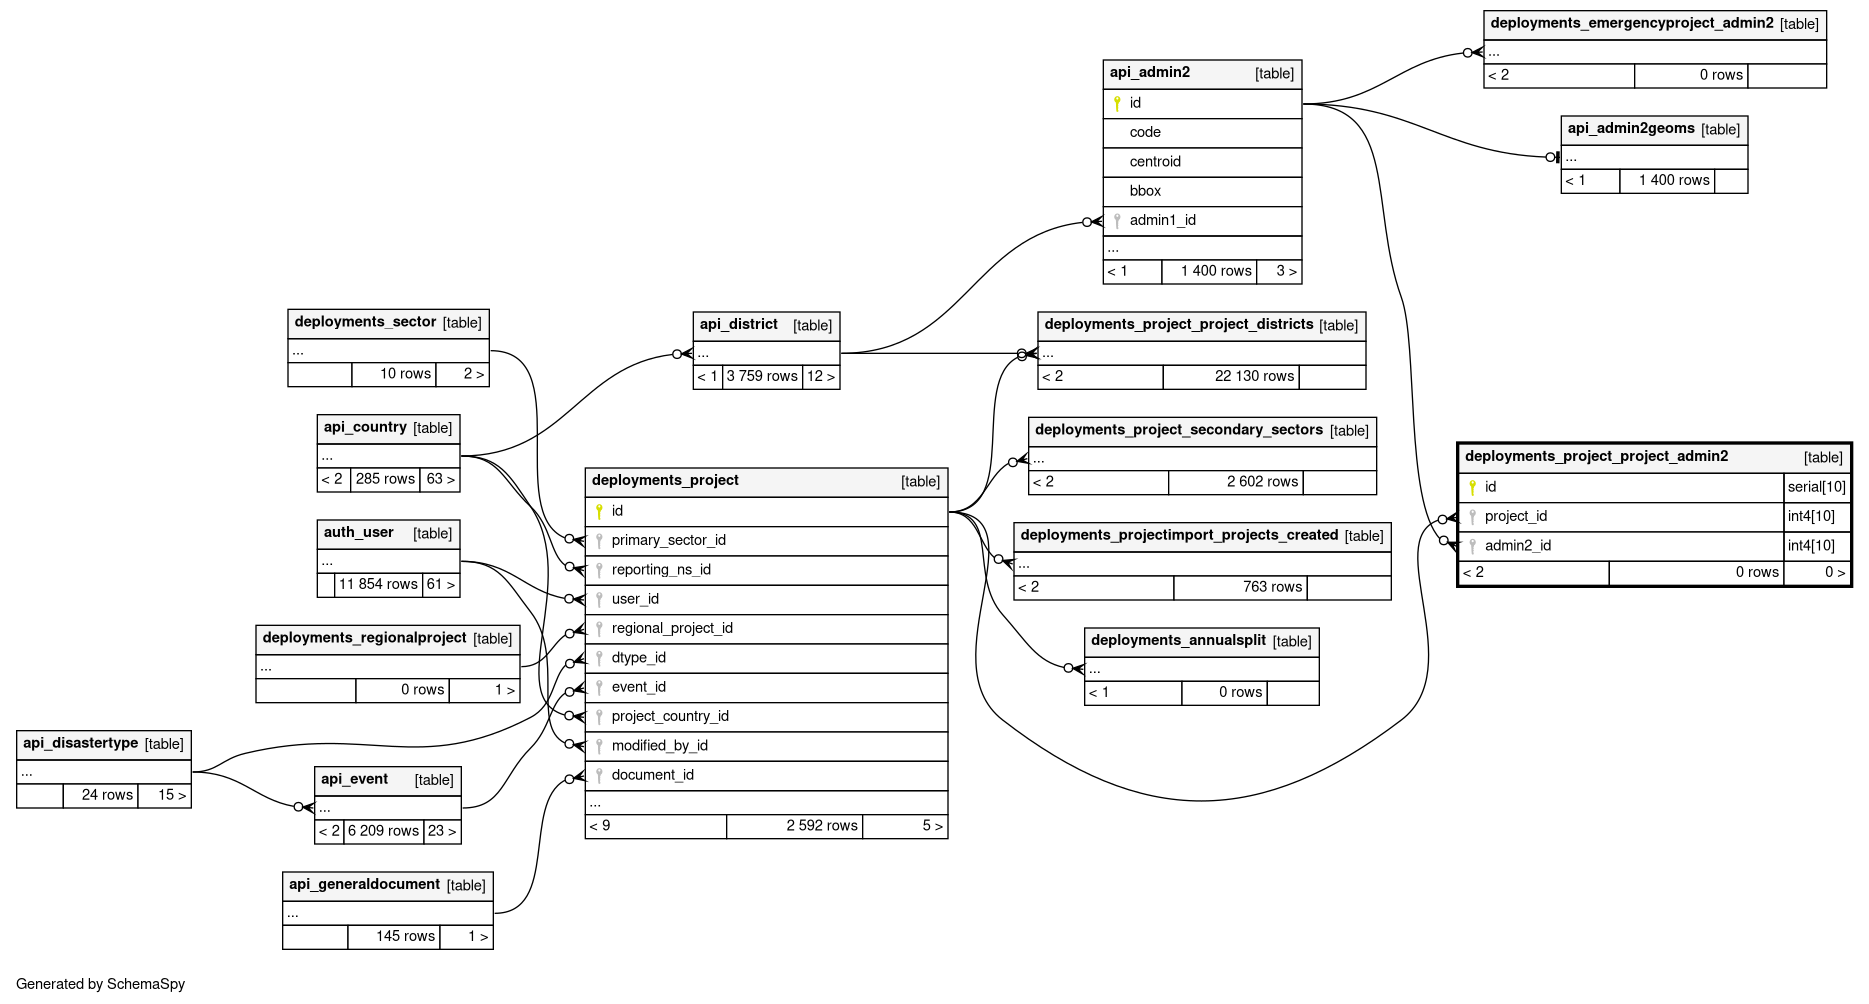 deployments_emergencyproject_admin2 [table]
...
< 2 0 rows
api_admin2 [table]
id
code
centroid
bbox
admin1_id
...
< 1 1 400 rows 3 >
api_admin2geoms [table]
...
< 1 1 400 rows
deployments_sector [table]
...
10 rows 2 >
api_district [table]
...
< 1 3 759 rows 12 >
deployments_project_project_districts [table]
...
< 2 22 130 rows
api_country [table]
...
< 2 285 rows 63 >
deployments_project_secondary_sectors [table]
...
< 2 2 602 rows
deployments_project_project_admin2 [table]
id serial[10]
project_id int4[10]
admin2_id int4[10]
< 2 0 rows 0 >
deployments_project [table]
id
primary_sector_id
reporting_ns_id
user_id
regional_project_id
dtype_id
event_id
project_country_id
modified_by_id
document_id
...
< 9 2 592 rows 5 >
auth_user [table]
...
11 854 rows 61 >
deployments_projectimport_projects_created [table]
...
< 2 763 rows
deployments_regionalproject [table]
...
0 rows 1 >
deployments_annualsplit [table]
...
< 1 0 rows
api_disastertype [table]
...
24 rows 15 >
api_event [table]
...
< 2 6 209 rows 23 >
api_generaldocument [table]
...
145 rows 1 >
Generated by SchemaSpy